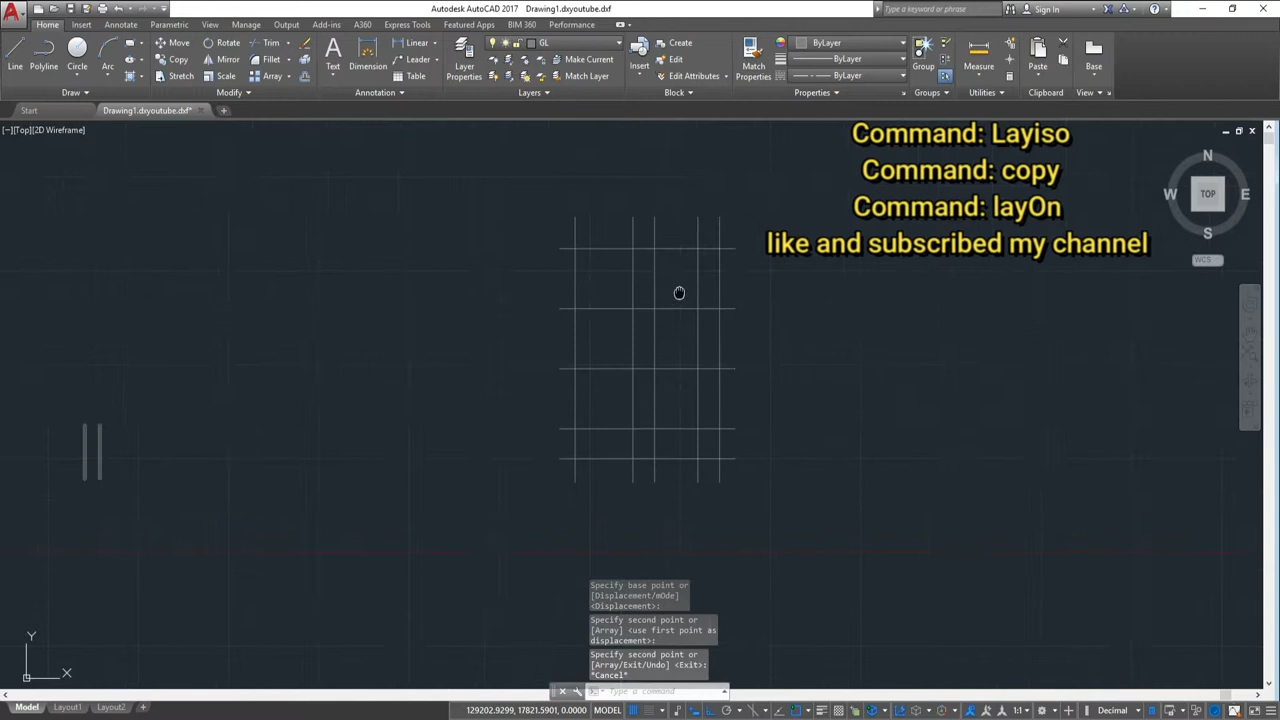 Autodesk AutoCAD 2017 Drawing1.dxyoutube.dxf
Type a keyword or phrase
Sign In
Home Insert Annotate Parametric View Manage Output Add-ins A360 Express Tools Featured Apps BIM 360 Performance
Line Polyline Circle Arc
Move Rotate Trim
Copy Mirror Fillet
Stretch Scale Array
Text Dimension
Linear
Leader
Table
Layer Properties
GL
Make Current
Match Layer
Insert
Create
Edit
Edit Attributes
Match Properties
ByLayer
ByLayer
ByLayer
Group
Measure
Paste
Base
Draw Modify Annotation Layers Block Properties Groups Utilities Clipboard View
Start Drawing1.dxyoutube.dxf*
[−][Top][2D Wireframe]
Command: Layiso
Command: copy
Command: layOn
like and subscribed my channel
N
W TOP E
S
WCS
Specify base point or
[Displacement/mOde]
<Displacement>:
Specify second point or
[Array] <use first point as
displacement>:
Specify second point or
[Array/Exit/Undo] <Exit>:
*Cancel*
Y
X
Type a command
Model Layout1 Layout2
129202.9299, 17821.5901, 0.0000 MODEL
1:1
Decimal